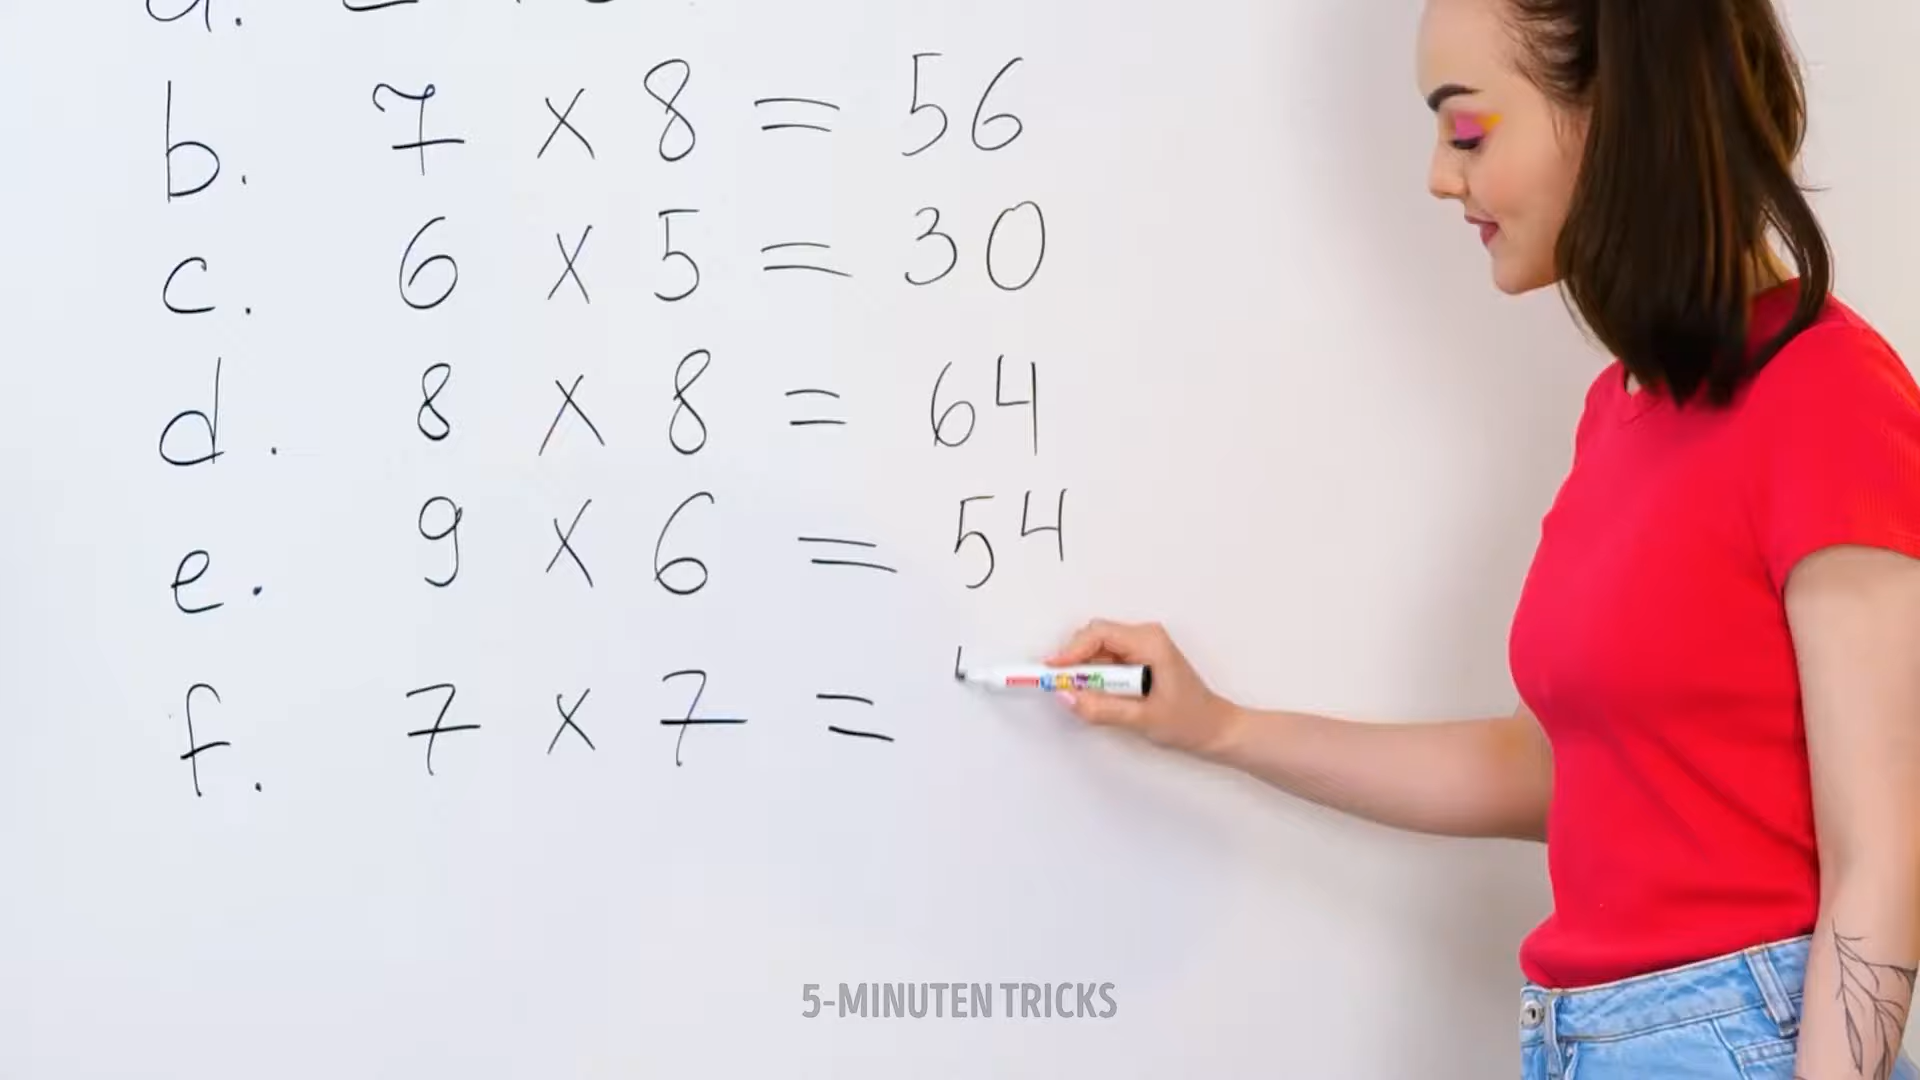 b. 7 x 8 = 56
c. 6 x 5 = 30
d. 8 x 8 = 64
e. 9 x 6 = 54
f. 7 x 7 =
5-MINUTEN TRICKS